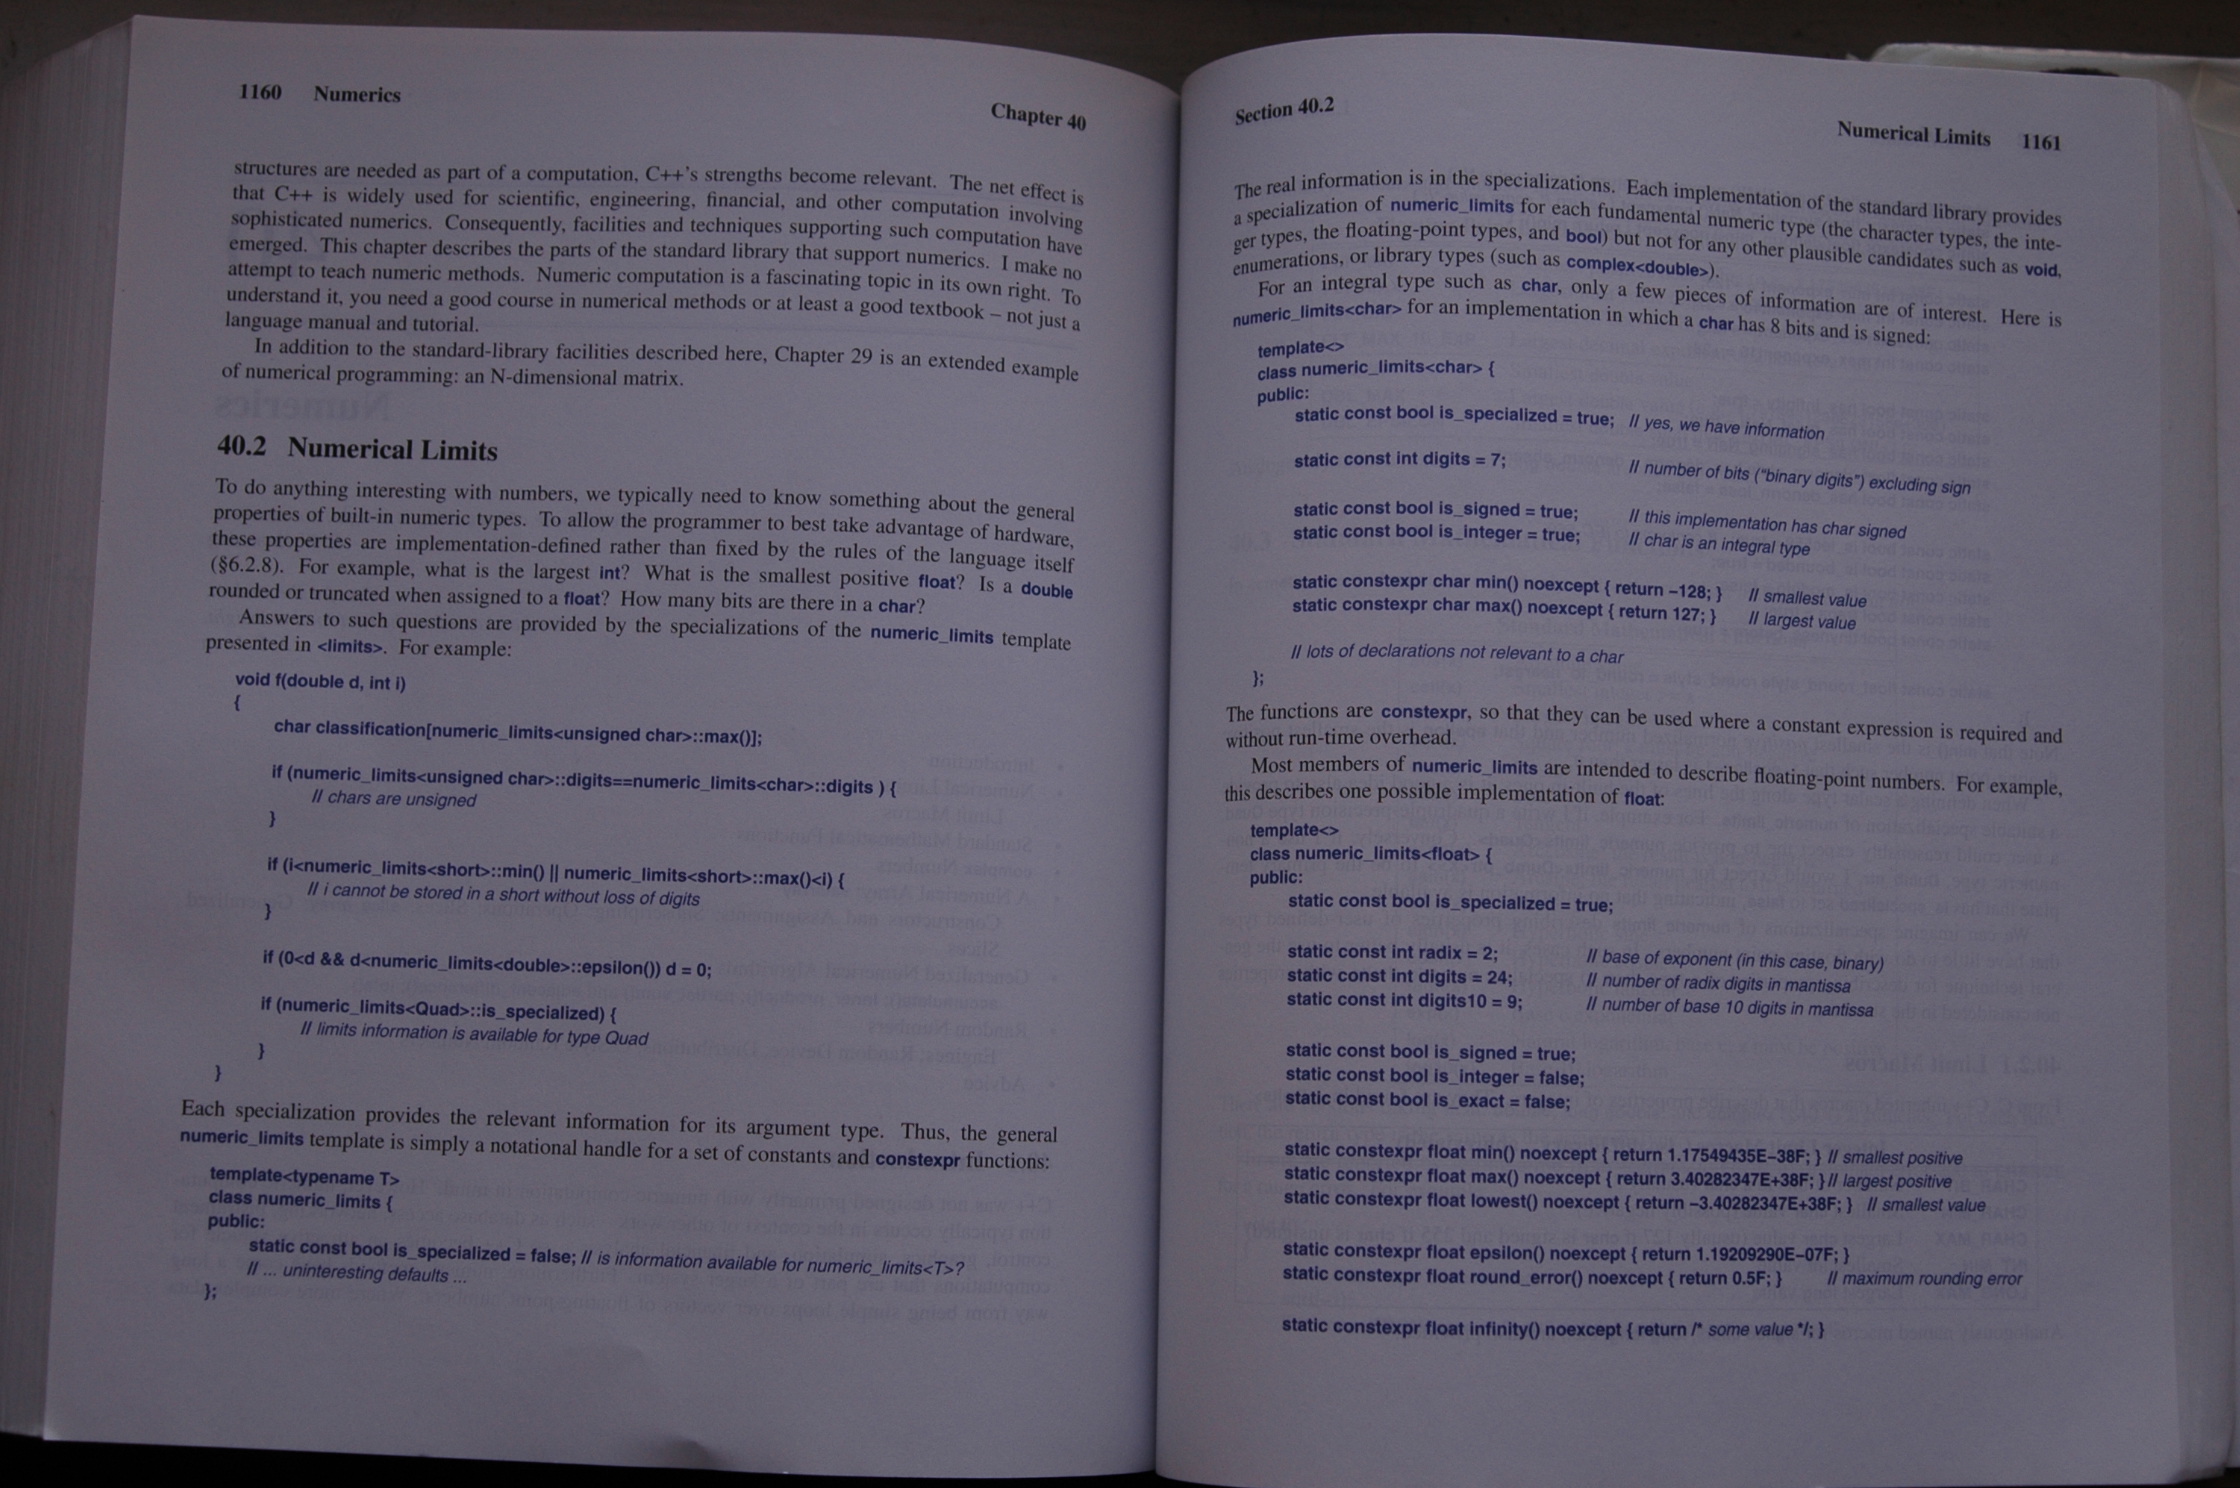 1160 Numerics Chapter 40
structures are needed as part of a computation, C++'s strengths become relevant. The net effect is
that C++ is widely used for scientific, engineering, financial, and other computation involving
sophisticated numerics. Consequently, facilities and techniques supporting such computation have
emerged. This chapter describes the parts of the standard library that support numerics. I make no
attempt to teach numeric methods. Numeric computation is a fascinating topic in its own right. To
understand it, you need a good course in numerical methods or at least a good textbook – not just a
language manual and tutorial.
In addition to the standard-library facilities described here, Chapter 29 is an extended example
of numerical programming: an N-dimensional matrix.
40.2 Numerical Limits
To do anything interesting with numbers, we typically need to know something about the general
properties of built-in numeric types. To allow the programmer to best take advantage of hardware,
these properties are implementation-defined rather than fixed by the rules of the language itself
(§6.2.8). For example, what is the largest int? What is the smallest positive float? Is a double
rounded or truncated when assigned to a float? How many bits are there in a char?
Answers to such questions are provided by the specializations of the numeric_limits template
presented in <limits>. For example:
void f(double d, int i)
{
char classification[numeric_limits<unsigned char>::max()];
if (numeric_limits<unsigned char>::digits==numeric_limits<char>::digits ) {
// chars are unsigned
}
if (i<numeric_limits<short>::min() || numeric_limits<short>::max()<i) {
// i cannot be stored in a short without loss of digits
}
if (0<d && d<numeric_limits<double>::epsilon()) d = 0;
if (numeric_limits<Quad>::is_specialized) {
// limits information is available for type Quad
}
}
Each specialization provides the relevant information for its argument type. Thus, the general
numeric_limits template is simply a notational handle for a set of constants and constexpr functions:
template<typename T>
class numeric_limits {
public:
static const bool is_specialized = false; // is information available for numeric_limits<T>?
// ... uninteresting defaults ...
};
Section 40.2 Numerical Limits 1161
The real information is in the specializations. Each implementation of the standard library provides
a specialization of numeric_limits for each fundamental numeric type (the character types, the inte-
ger types, the floating-point types, and bool) but not for any other plausible candidates such as void,
enumerations, or library types (such as complex<double>).
For an integral type such as char, only a few pieces of information are of interest. Here is
numeric_limits<char> for an implementation in which a char has 8 bits and is signed:
template<>
class numeric_limits<char> {
public:
static const bool is_specialized = true; // yes, we have information
static const int digits = 7; // number of bits ("binary digits") excluding sign
static const bool is_signed = true; // this implementation has char signed
static const bool is_integer = true; // char is an integral type
static constexpr char min() noexcept { return –128; } // smallest value
static constexpr char max() noexcept { return 127; } // largest value
// lots of declarations not relevant to a char
};
The functions are constexpr, so that they can be used where a constant expression is required and
without run-time overhead.
Most members of numeric_limits are intended to describe floating-point numbers. For example,
this describes one possible implementation of float:
template<>
class numeric_limits<float> {
public:
static const bool is_specialized = true;
static const int radix = 2; // base of exponent (in this case, binary)
static const int digits = 24; // number of radix digits in mantissa
static const int digits10 = 9; // number of base 10 digits in mantissa
static const bool is_signed = true;
static const bool is_integer = false;
static const bool is_exact = false;
static constexpr float min() noexcept { return 1.17549435E–38F; } // smallest positive
static constexpr float max() noexcept { return 3.40282347E+38F; } // largest positive
static constexpr float lowest() noexcept { return –3.40282347E+38F; } // smallest value
static constexpr float epsilon() noexcept { return 1.19209290E–07F; }
static constexpr float round_error() noexcept { return 0.5F; } // maximum rounding error
static constexpr float infinity() noexcept { return /* some value */; }